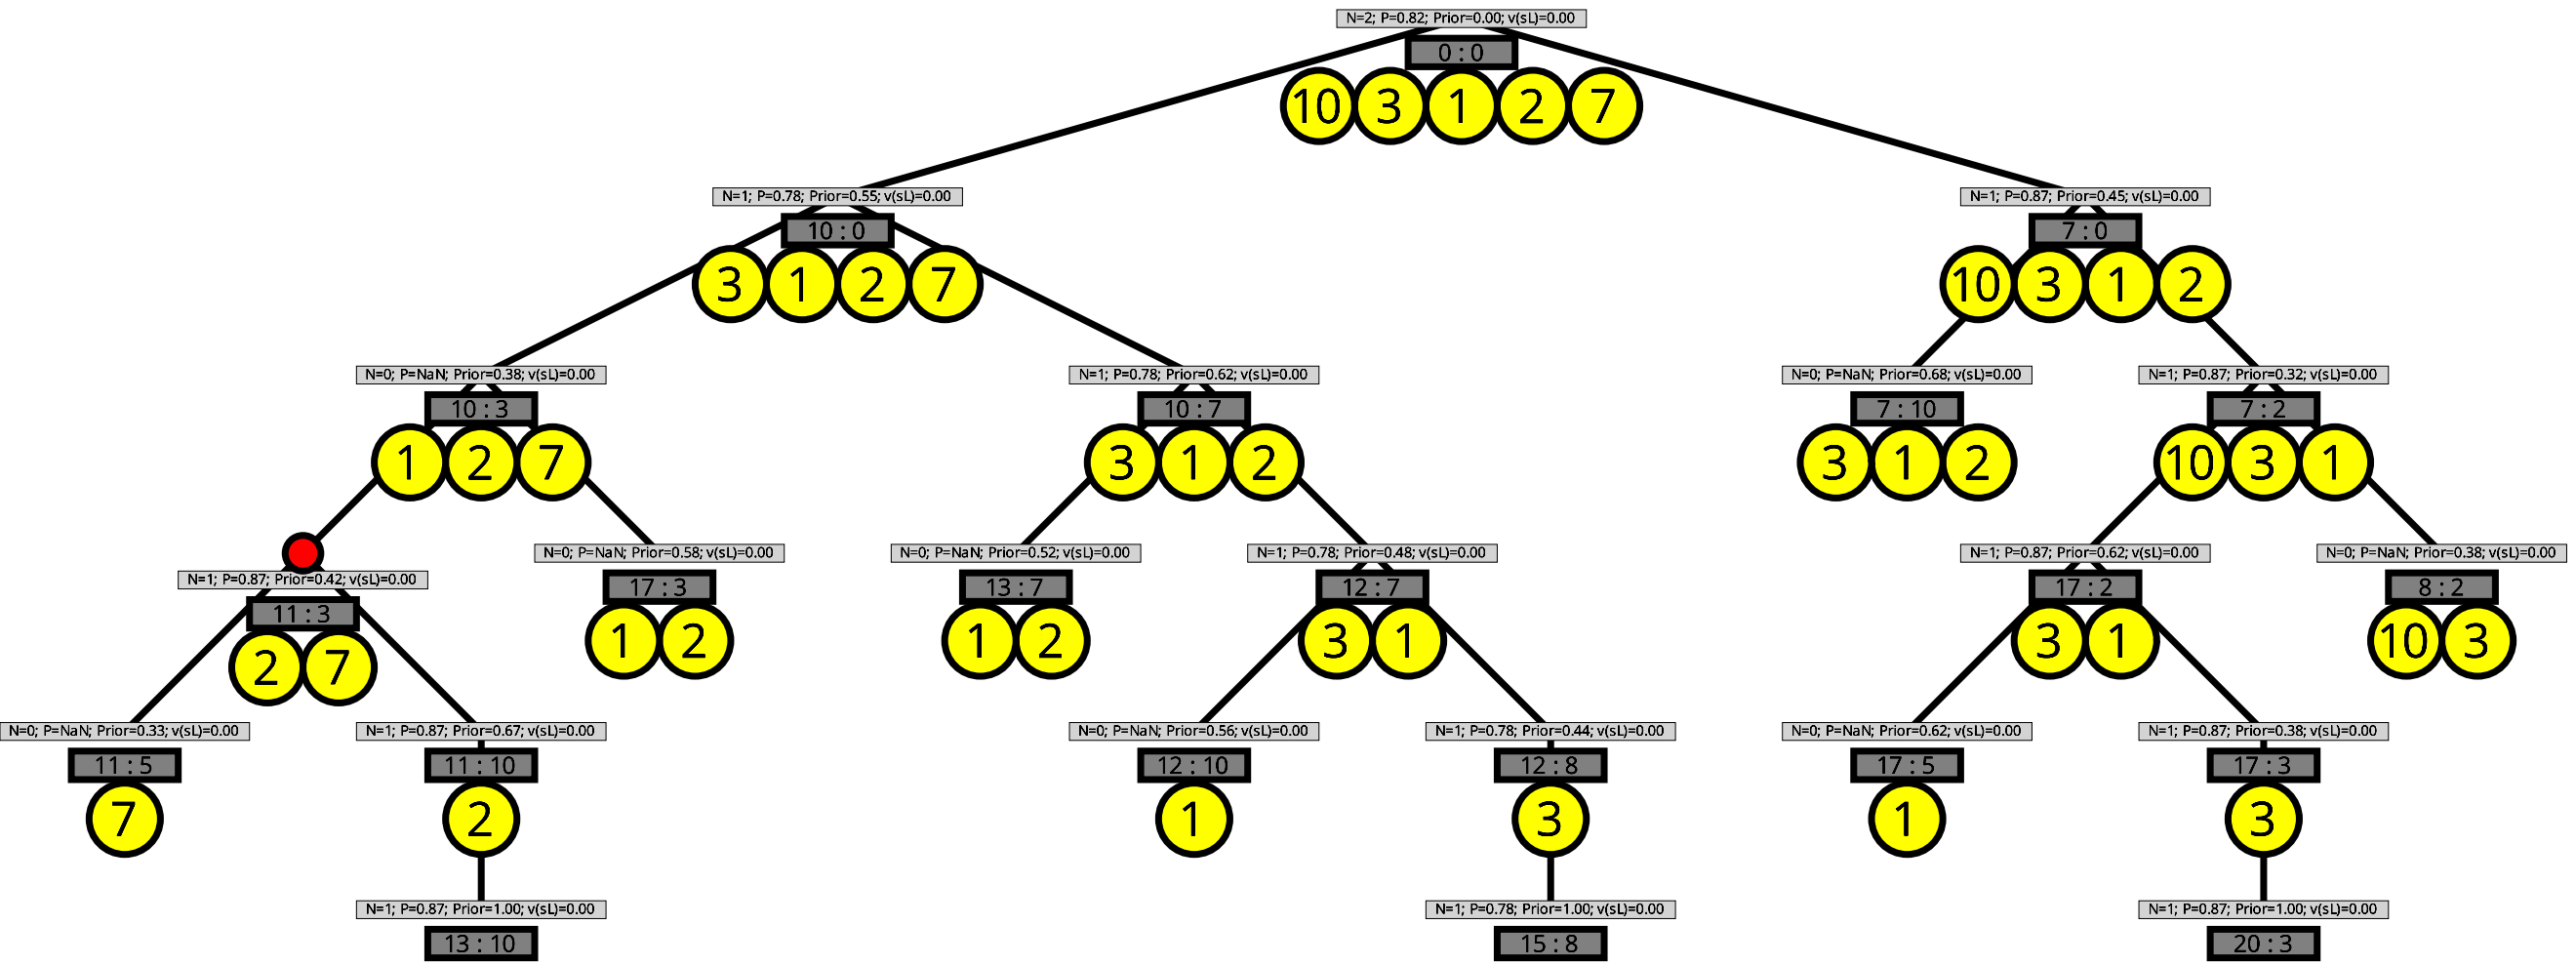 N=2; P=0.82; Prior=0.00; v(sL)=0.00
0 : 0
10 3 1 2 7
N=1; P=0.78; Prior=0.55; v(sL)=0.00
10 : 0
3 1 2 7
N=1; P=0.87; Prior=0.45; v(sL)=0.00
7 : 0
10 3 1 2
N=0; P=NaN; Prior=0.38; v(sL)=0.00
10 : 3
1 2 7
N=1; P=0.78; Prior=0.62; v(sL)=0.00
10 : 7
3 1 2
N=0; P=NaN; Prior=0.68; v(sL)=0.00
7 : 10
3 1 2
N=1; P=0.87; Prior=0.32; v(sL)=0.00
7 : 2
10 3 1
N=1; P=0.87; Prior=0.42; v(sL)=0.00
11 : 3
2 7
N=0; P=NaN; Prior=0.58; v(sL)=0.00
17 : 3
1 2
N=0; P=NaN; Prior=0.52; v(sL)=0.00
13 : 7
1 2
N=1; P=0.78; Prior=0.48; v(sL)=0.00
12 : 7
3 1
N=1; P=0.87; Prior=0.62; v(sL)=0.00
17 : 2
3 1
N=0; P=NaN; Prior=0.38; v(sL)=0.00
8 : 2
10 3
N=0; P=NaN; Prior=0.33; v(sL)=0.00
11 : 5
7
N=1; P=0.87; Prior=0.67; v(sL)=0.00
11 : 10
2
N=0; P=NaN; Prior=0.56; v(sL)=0.00
12 : 10
1
N=1; P=0.78; Prior=0.44; v(sL)=0.00
12 : 8
3
N=0; P=NaN; Prior=0.62; v(sL)=0.00
17 : 5
1
N=1; P=0.87; Prior=0.38; v(sL)=0.00
17 : 3
3
N=1; P=0.87; Prior=1.00; v(sL)=0.00
13 : 10
N=1; P=0.78; Prior=1.00; v(sL)=0.00
15 : 8
N=1; P=0.87; Prior=1.00; v(sL)=0.00
20 : 3